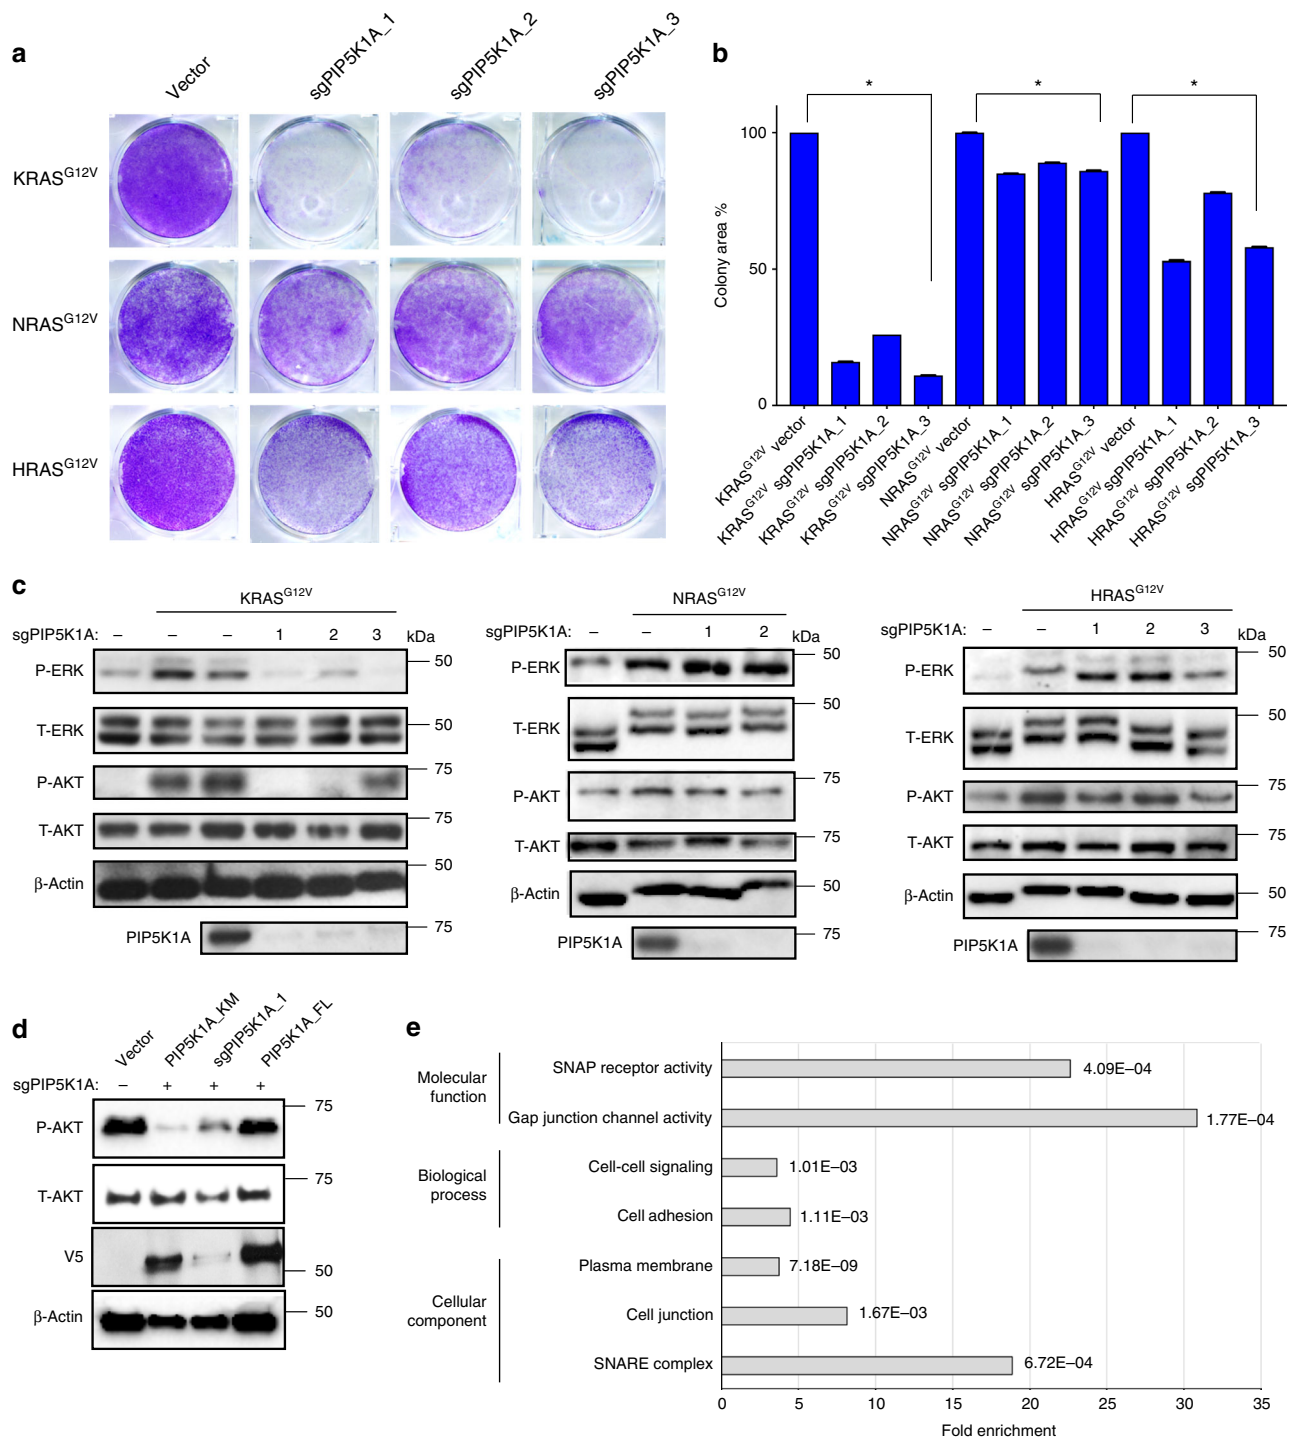 a
Vector
sgPIP5K1A_1
sgPIP5K1A_2
sgPIP5K1A_3
KRASG12V
NRASG12V
HRASG12V
b
*
*
*
Colony area %
100
50
0
KRASG12V vector
KRASG12V sgPIP5K1A_1
KRASG12V sgPIP5K1A_2
KRASG12V sgPIP5K1A_3
NRASG12V vector
NRASG12V sgPIP5K1A_1
NRASG12V sgPIP5K1A_2
NRASG12V sgPIP5K1A_3
HRASG12V vector
HRASG12V sgPIP5K1A_1
HRASG12V sgPIP5K1A_2
HRASG12V sgPIP5K1A_3
c
KRASG12V
sgPIP5K1A: – – – 1 2 3 kDa
P-ERK 50
T-ERK 50
P-AKT 75
T-AKT 75
β-Actin 50
PIP5K1A 75
NRASG12V
sgPIP5K1A: – – 1 2 kDa
P-ERK 50
T-ERK 50
P-AKT 75
T-AKT 75
β-Actin 50
PIP5K1A 75
HRASG12V
sgPIP5K1A: – – 1 2 3 kDa
P-ERK 50
T-ERK 50
P-AKT 75
T-AKT 75
β-Actin 50
PIP5K1A 75
d
Vector
PIP5K1A_KM
sgPIP5K1A_1
PIP5K1A_FL
sgPIP5K1A: – + + +
P-AKT 75
T-AKT 75
V5 50
β-Actin 50
e
Molecular
function
SNAP receptor activity 4.09E–04
Gap junction channel activity 1.77E–04
Biological
process
Cell-cell signaling 1.01E–03
Cell adhesion 1.11E–03
Cellular
component
Plasma membrane 7.18E–09
Cell junction 1.67E–03
SNARE complex 6.72E–04
0 5 10 15 20 25 30 35
Fold enrichment